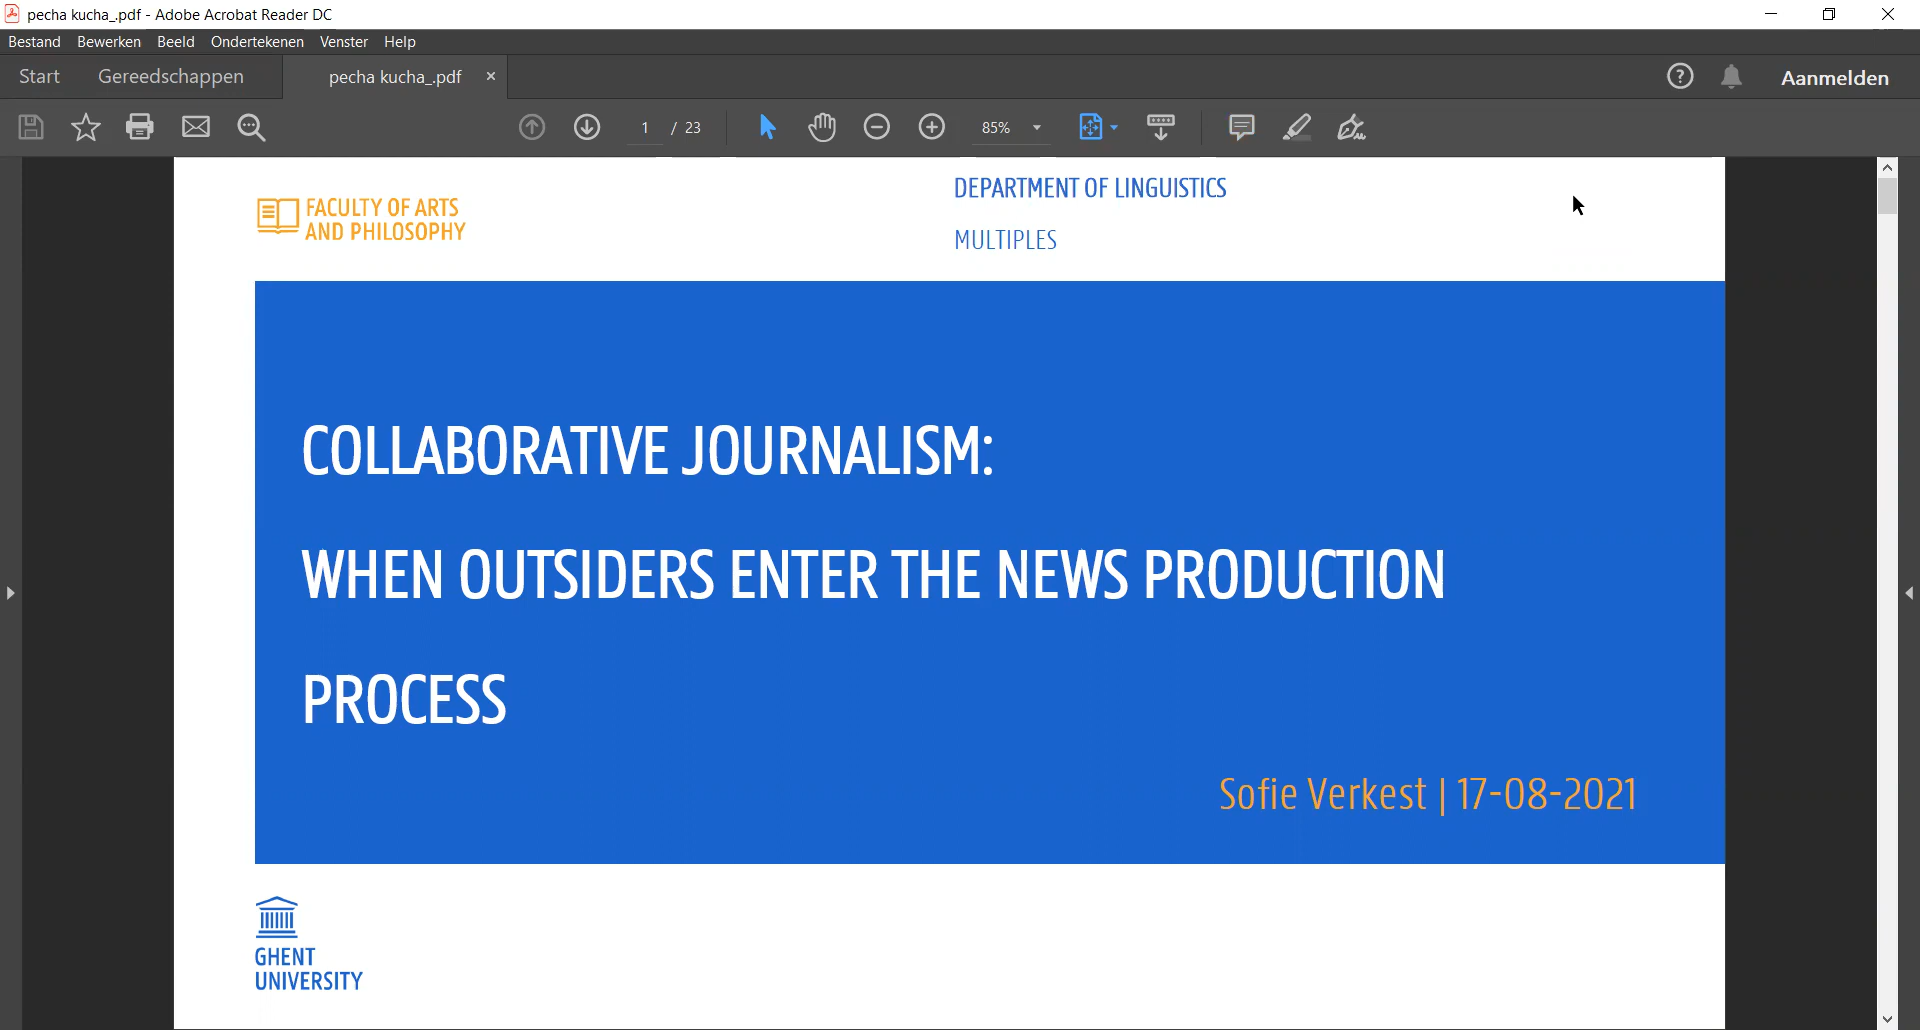 pecha kucha_.pdf - Adobe Acrobat Reader DC
Bestand Bewerken Beeld Ondertekenen Venster Help
Start Gereedschappen pecha kucha_.pdf × Aanmelden
1 / 23 85%
FACULTY OF ARTS
AND PHILOSOPHY
DEPARTMENT OF LINGUISTICS
MULTIPLES
COLLABORATIVE JOURNALISM:
WHEN OUTSIDERS ENTER THE NEWS PRODUCTION
PROCESS
Sofie Verkest | 17-08-2021
GHENT
UNIVERSITY